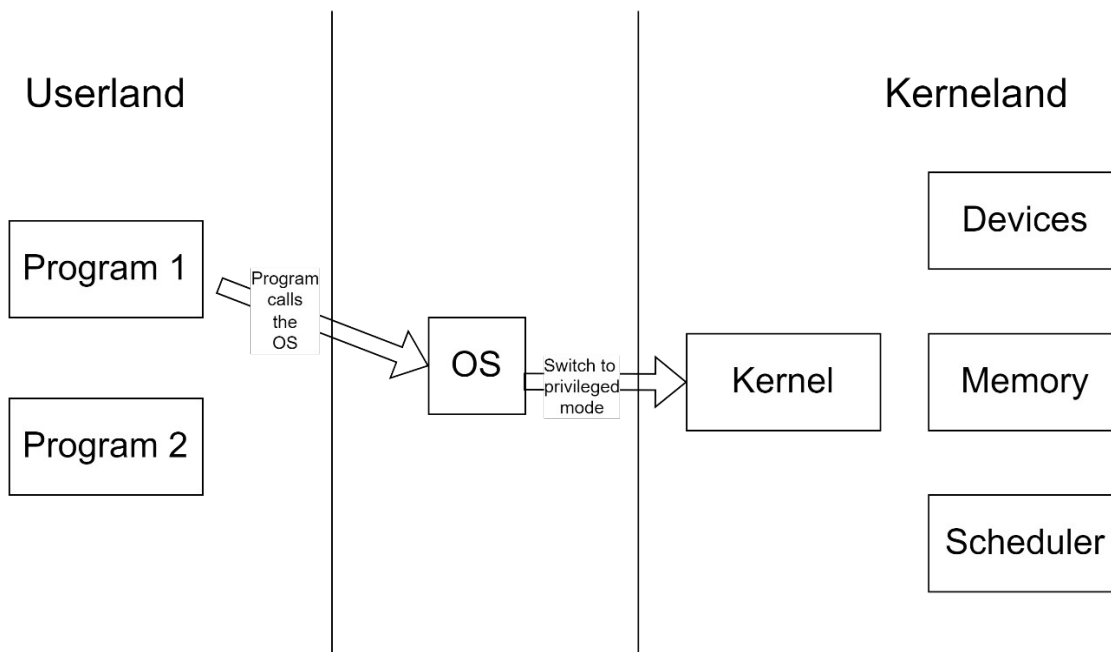 Userland
Kerneland
Program 1
Program
calls
the
OS
Program 2
OS
Switch to
privileged
mode
Kernel
Devices
Memory
Scheduler